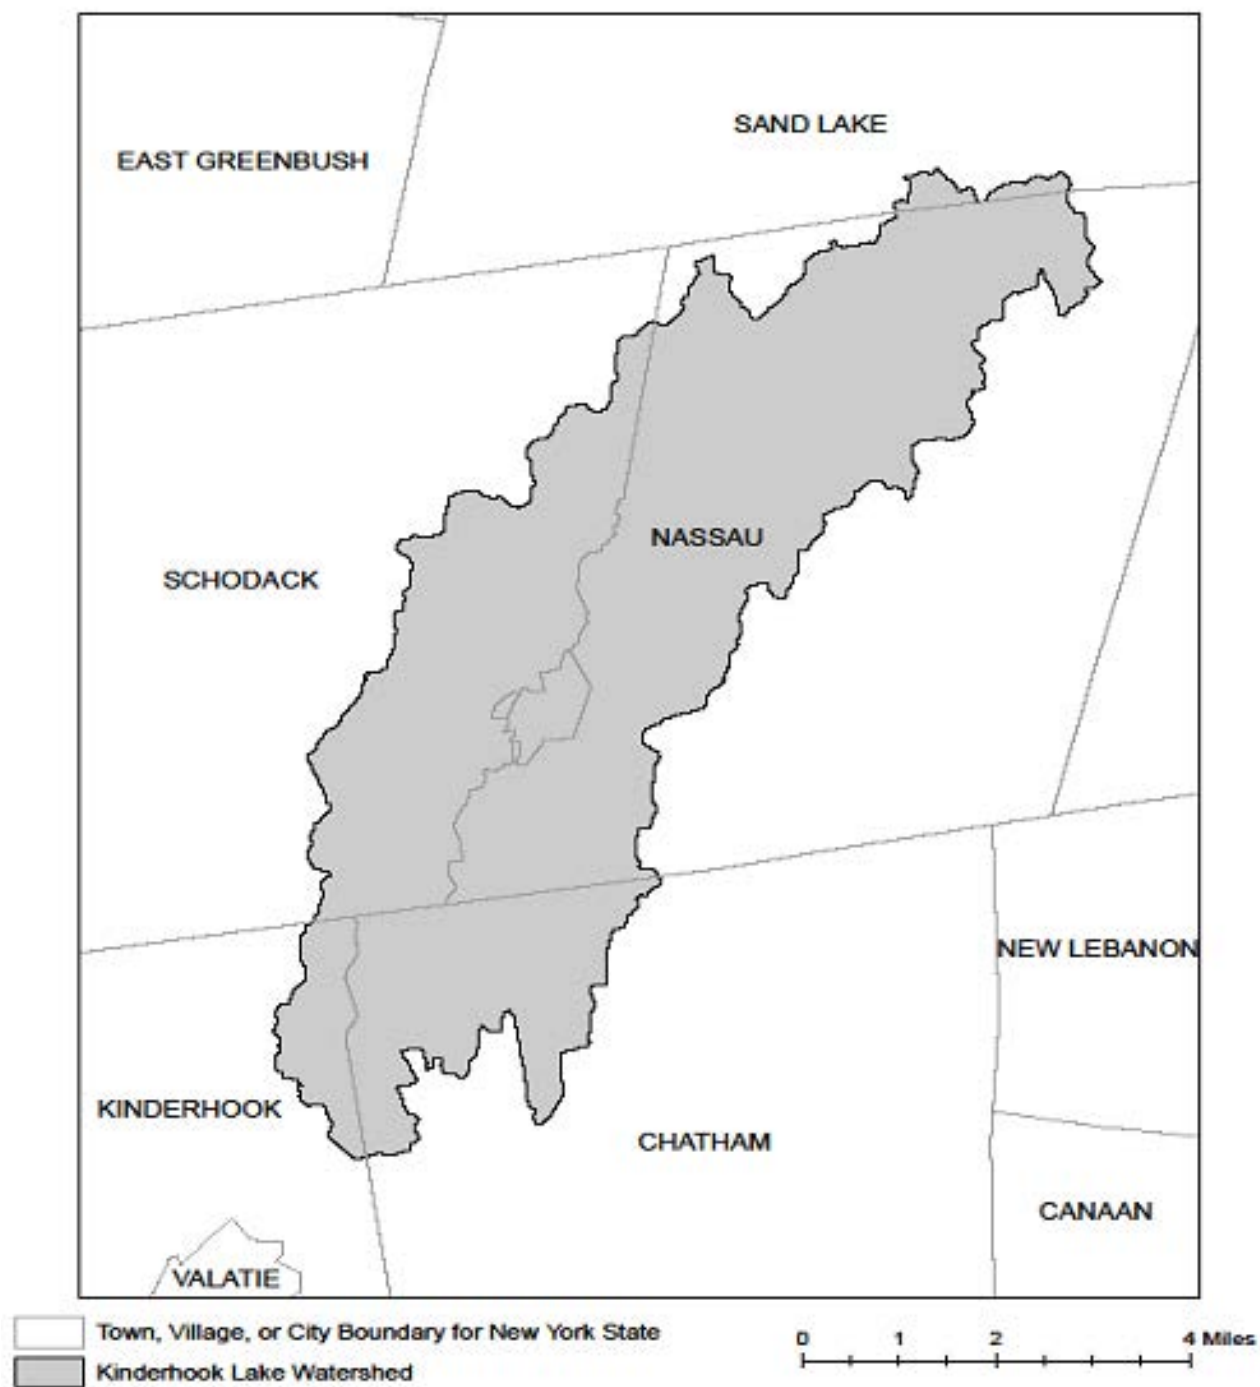 SAND LAKE
EAST GREENBUSH
NASSAU
SCHODACK
NEW LEBANON
KINDERHOOK
CHATHAM
CANAAN
VALATIE
Town, Village, or City Boundary for New York State
Kinderhook Lake Watershed
0 1 2 4 Miles